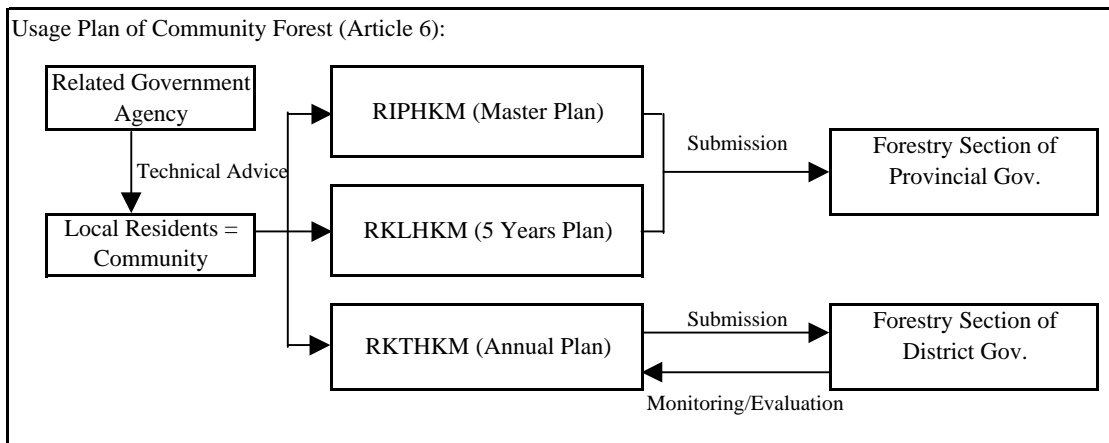 Usage Plan of Community Forest (Article 6):
Related Government
Agency
Technical Advice
Local Residents =
Community
RIPHKM (Master Plan)
RKLHKM (5 Years Plan)
RKTHKM (Annual Plan)
Submission
Forestry Section of
Provincial Gov.
Submission
Forestry Section of
District Gov.
Monitoring/Evaluation